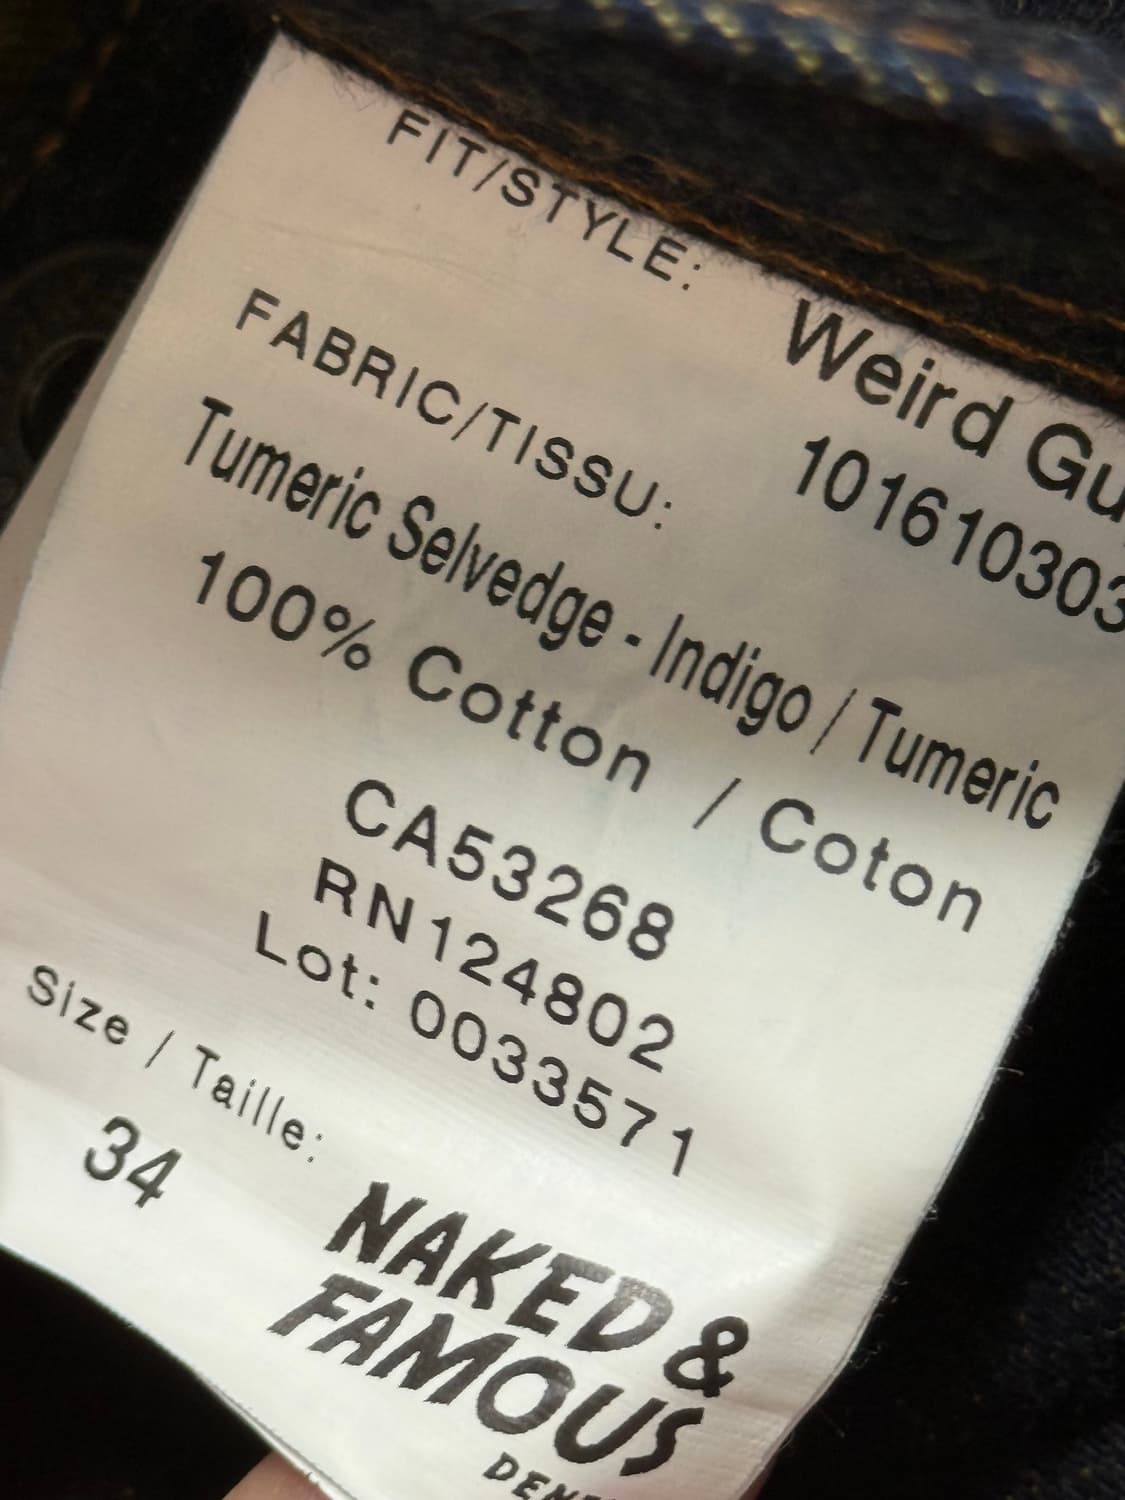 FIT/STYLE: Weird Gu
101610303
FABRIC/TISSU:
Tumeric Selvedge - Indigo / Tumeric
100% Cotton / Coton
CA53268
RN124802
Lot: 0033571
Size / Taille:
34
NAKED &
FAMOUS